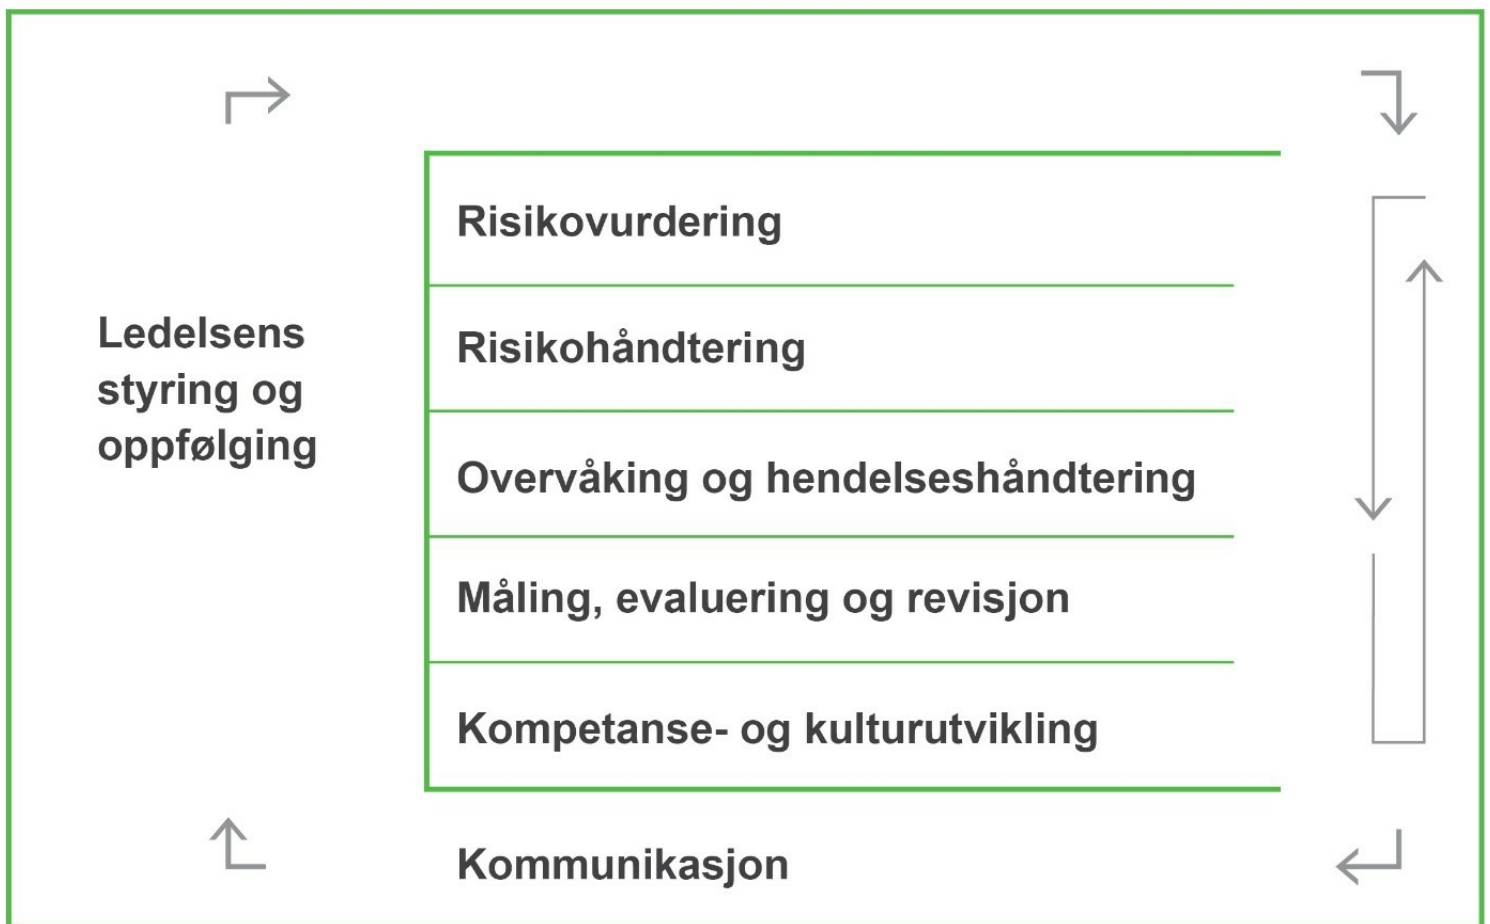 Risikovurdering
Risikohåndtering
Ledelsens
styring og
oppfølging
Overvåking og hendelseshåndtering
Måling, evaluering og revisjon
Kompetanse- og kulturutvikling
Kommunikasjon